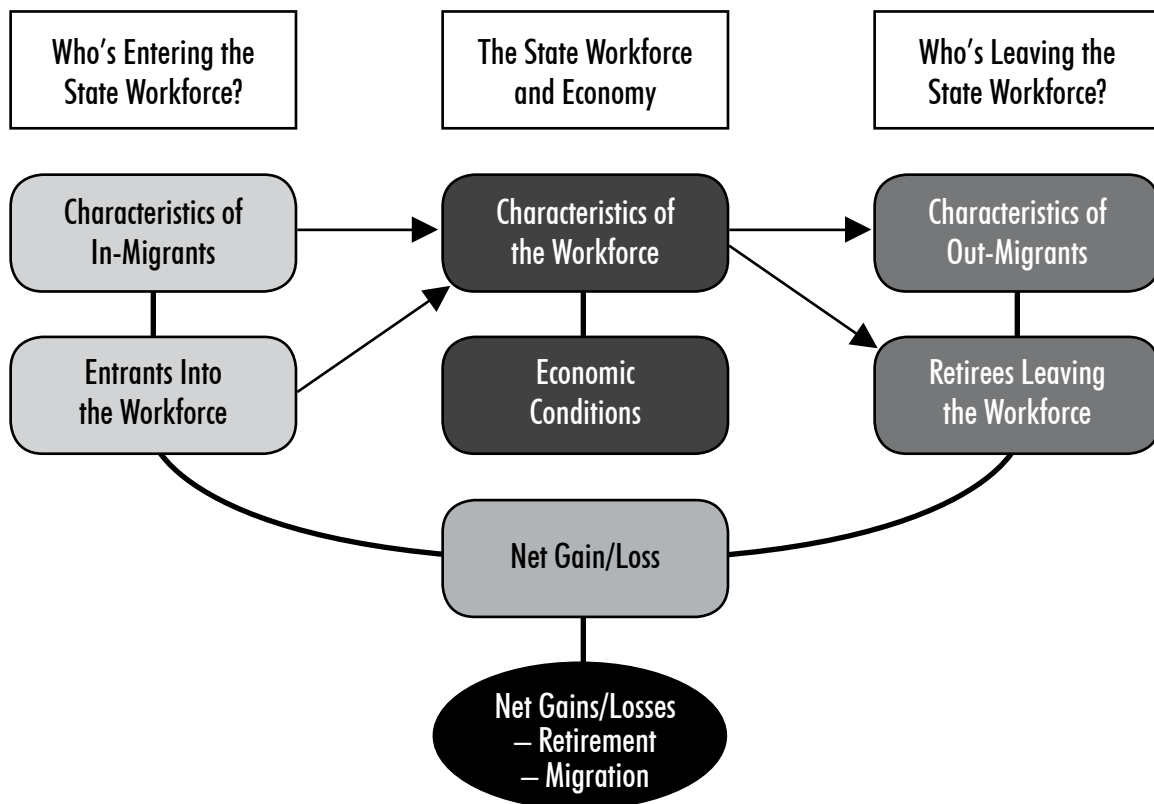 Who's Entering the
State Workforce?
The State Workforce
and Economy
Who's Leaving the
State Workforce?
Characteristics of
In-Migrants
Characteristics of
the Workforce
Characteristics of
Out-Migrants
Entrants Into
the Workforce
Economic
Conditions
Retirees Leaving
the Workforce
Net Gain/Loss
Net Gains/Losses
– Retirement
– Migration